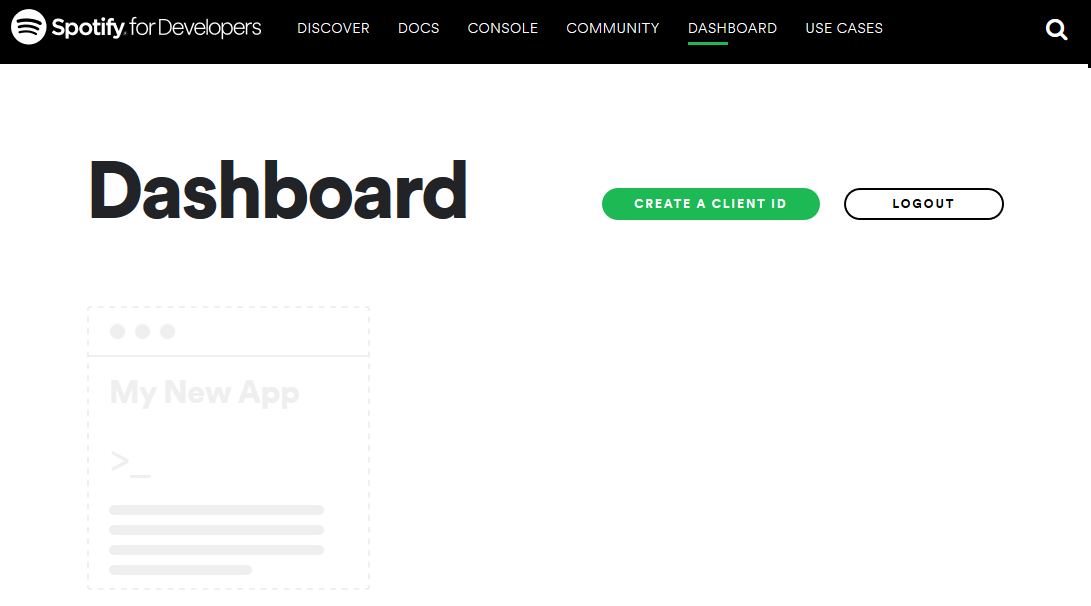 Spotify for Developers DISCOVER DOCS CONSOLE COMMUNITY DASHBOARD USE CASES
Dashboard
CREATE A CLIENT ID LOGOUT
My New App
>_